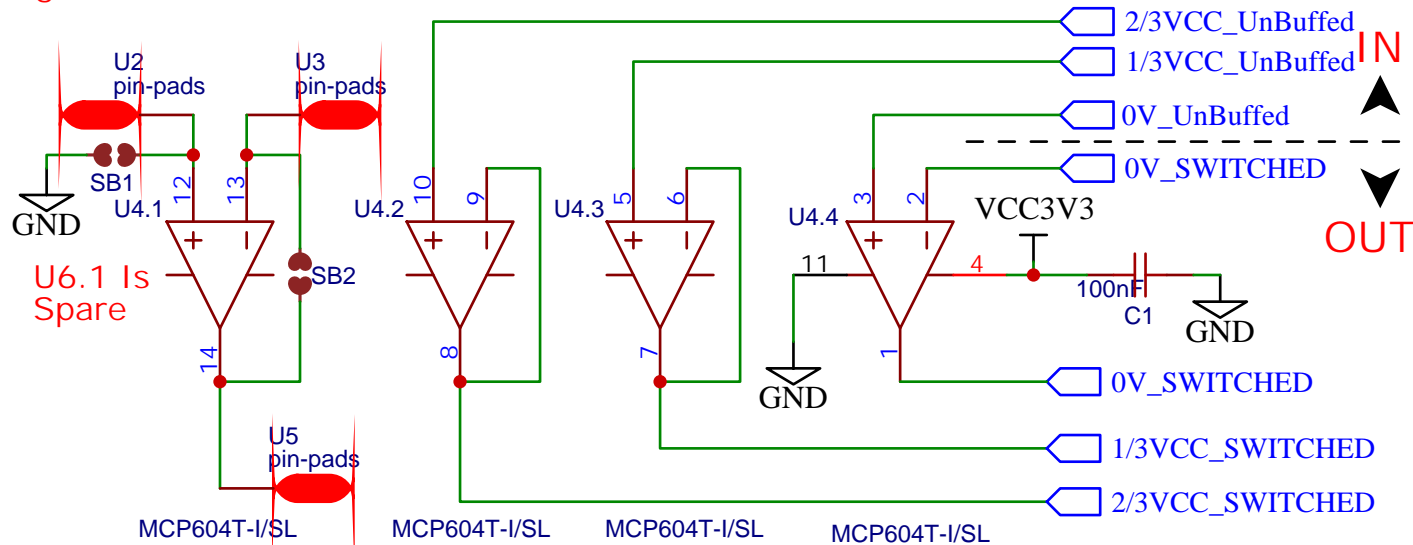 2/3VCC_UnBuffed
IN
1/3VCC_UnBuffed
U2
pin-pads
U3
pin-pads
0V_UnBuffed
0V_SWITCHED
SB1
12
13
10
9
5
6
3
2
GND
U4.1
U4.2
U4.3
U4.4
VCC3V3
OUT
U6.1 Is
Spare
SB2
11
4
100nF
C1
GND
14
8
7
1
GND
0V_SWITCHED
U5
pin-pads
1/3VCC_SWITCHED
2/3VCC_SWITCHED
MCP604T-I/SL
MCP604T-I/SL
MCP604T-I/SL
MCP604T-I/SL